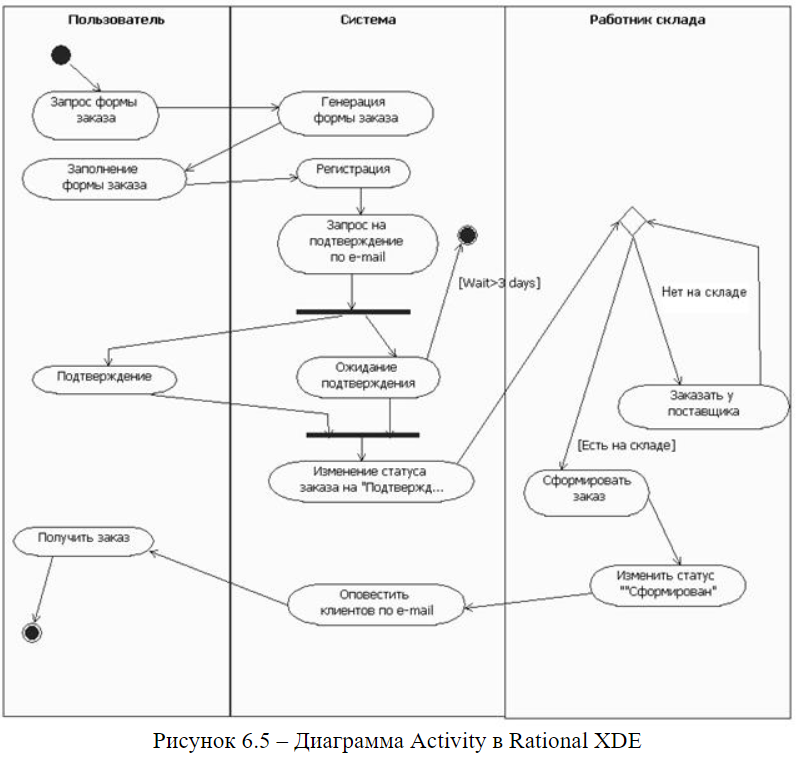 Пользователь
Система
Работник склада
Запрос формы
заказа
Генерация
формы заказа
Заполнение
формы заказа
Регистрация
Запрос на
подтверждение
по e-mail
[Wait>3 days]
Нет на складе
Подтверждение
Ожидание
подтверждения
Заказать у
поставщика
[Есть на складе]
Изменение статуса
заказа на "Подтвержд...
Сформировать
заказ
Получить заказ
Изменить статус
""Сформирован"
Оповестить
клиентов по e-mail
Рисунок 6.5 – Диаграмма Activity в Rational XDE